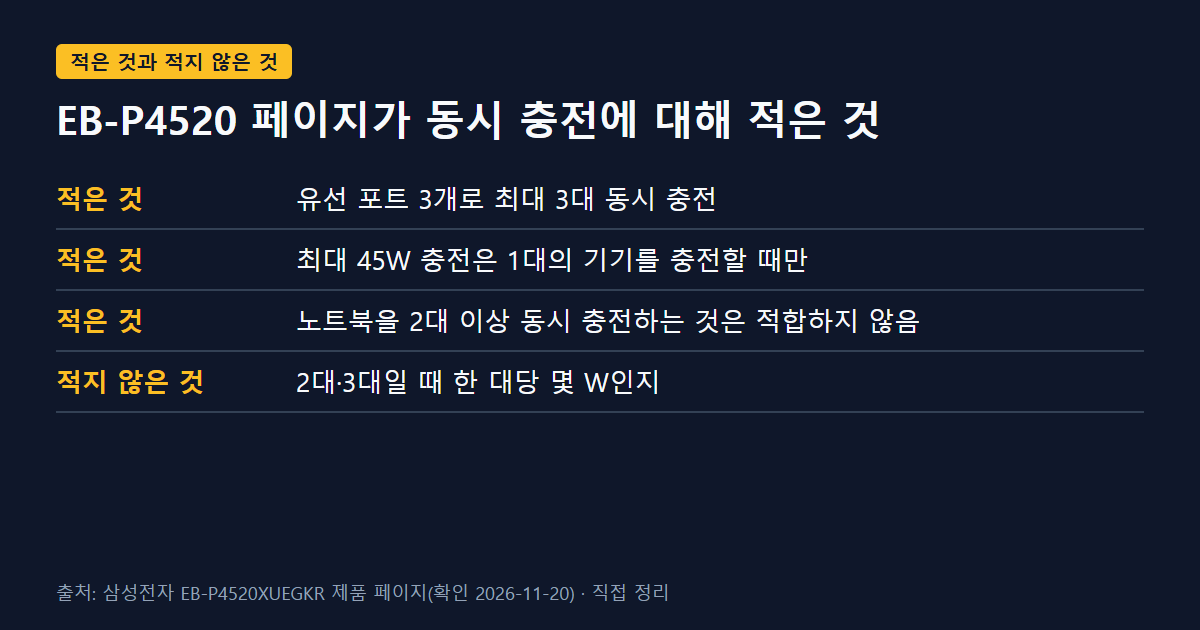 적은 것과 적지 않은 것
EB-P4520 페이지가 동시 충전에 대해 적은 것
적은 것 유선 포트 3개로 최대 3대 동시 충전
적은 것 최대 45W 충전은 1대의 기기를 충전할 때만
적은 것 노트북을 2대 이상 동시 충전하는 것은 적합하지 않음
적지 않은 것 2대·3대일 때 한 대당 몇 W인지
출처: 삼성전자 EB-P4520XUEGKR 제품 페이지(확인 2026-11-20) · 직접 정리